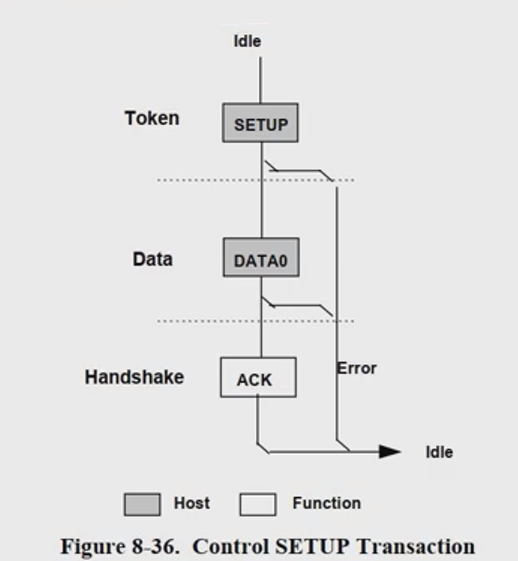 Idle
Token
SETUP
Data
DATA0
Handshake
ACK
Error
Idle
Host
Function
Figure 8-36. Control SETUP Transaction